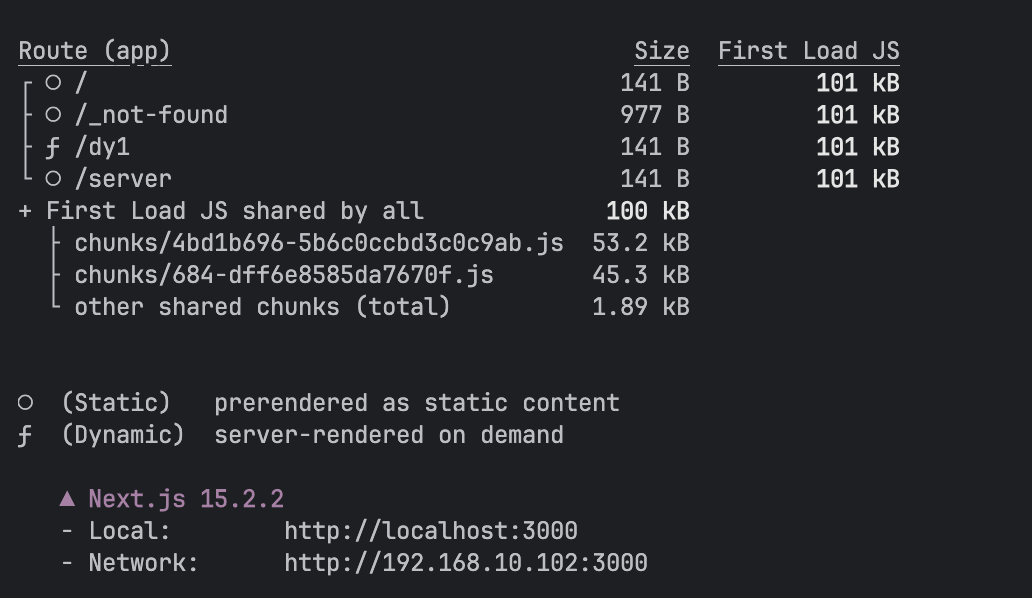 Route (app)                                 Size  First Load JS
┌ ○ /                                      141 B         101 kB
├ ○ /_not-found                            977 B         101 kB
├ ƒ /dy1                                   141 B         101 kB
└ ○ /server                                141 B         101 kB
+ First Load JS shared by all             100 kB
  ├ chunks/4bd1b696-5b6c0ccbd3c0c9ab.js  53.2 kB
  ├ chunks/684-dff6e8585da7670f.js       45.3 kB
  └ other shared chunks (total)          1.89 kB
○  (Static)   prerendered as static content
ƒ  (Dynamic)  server-rendered on demand
▲ Next.js 15.2.2
- Local:        http://localhost:3000
- Network:      http://192.168.10.102:3000